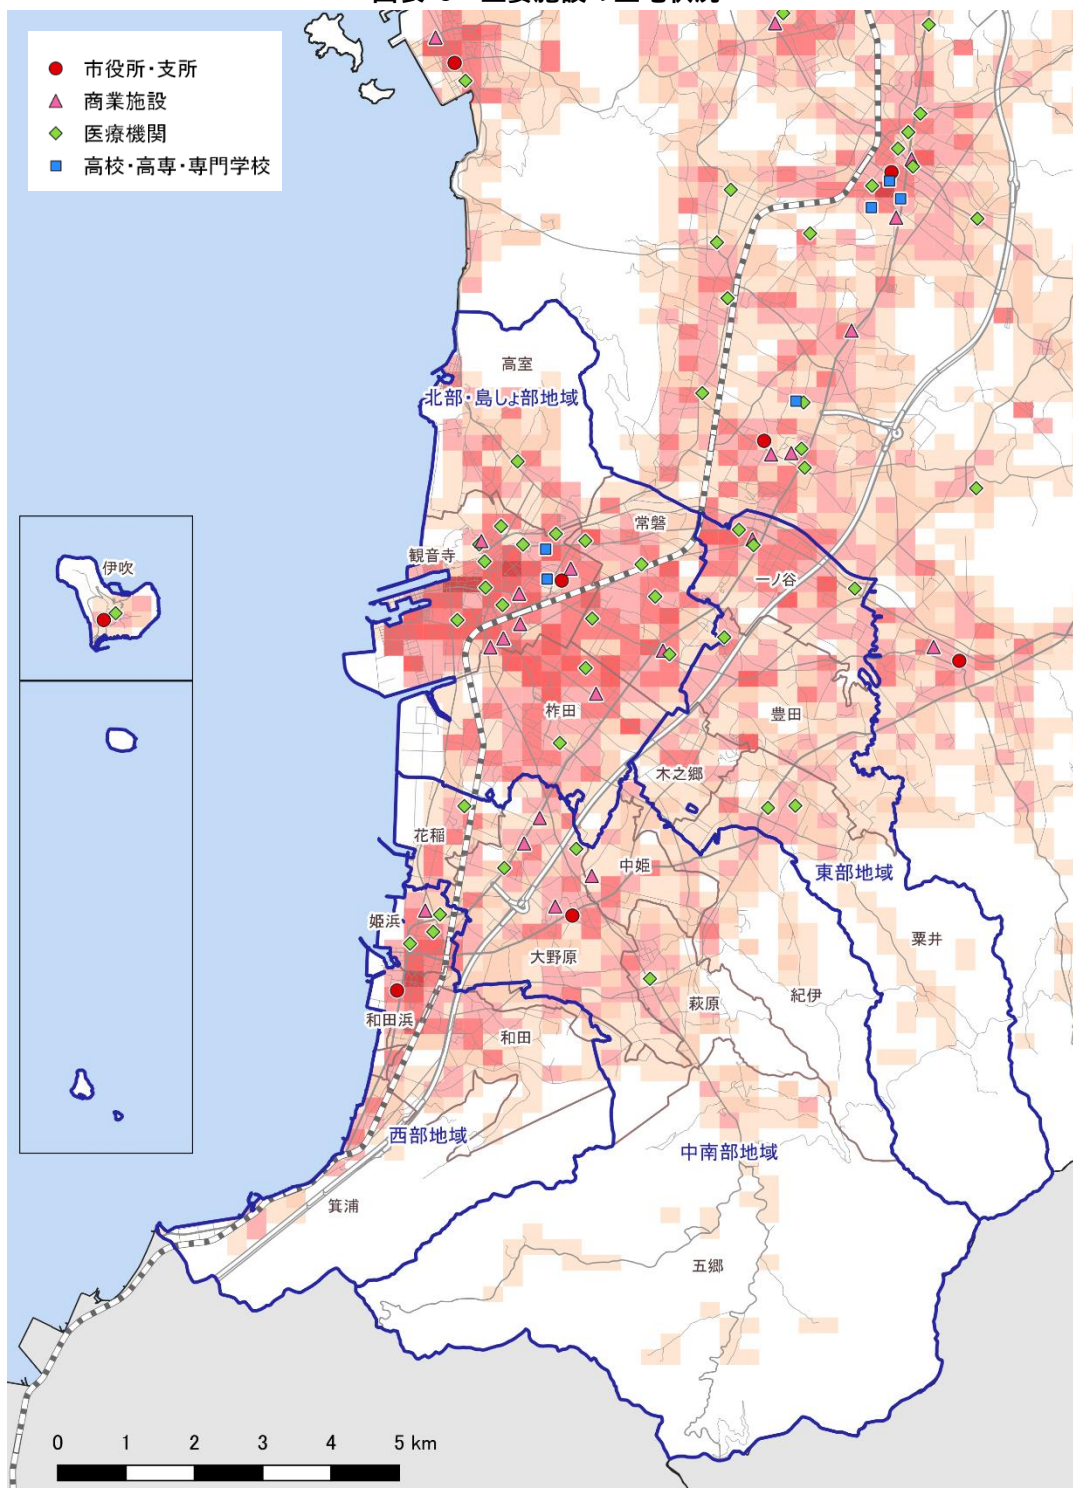 市役所・支所
商業施設
医療機関
高校・高専・専門学校
高室
北部・島しょ部地域
常磐
観音寺
一ノ谷
伊吹
柞田
豊田
木之郷
花稲
中姫
東部地域
姫浜
粟井
大野原
紀伊
萩原
和田浜
和田
西部地域
中南部地域
箕浦
五郷
0 1 2 3 4 5 km